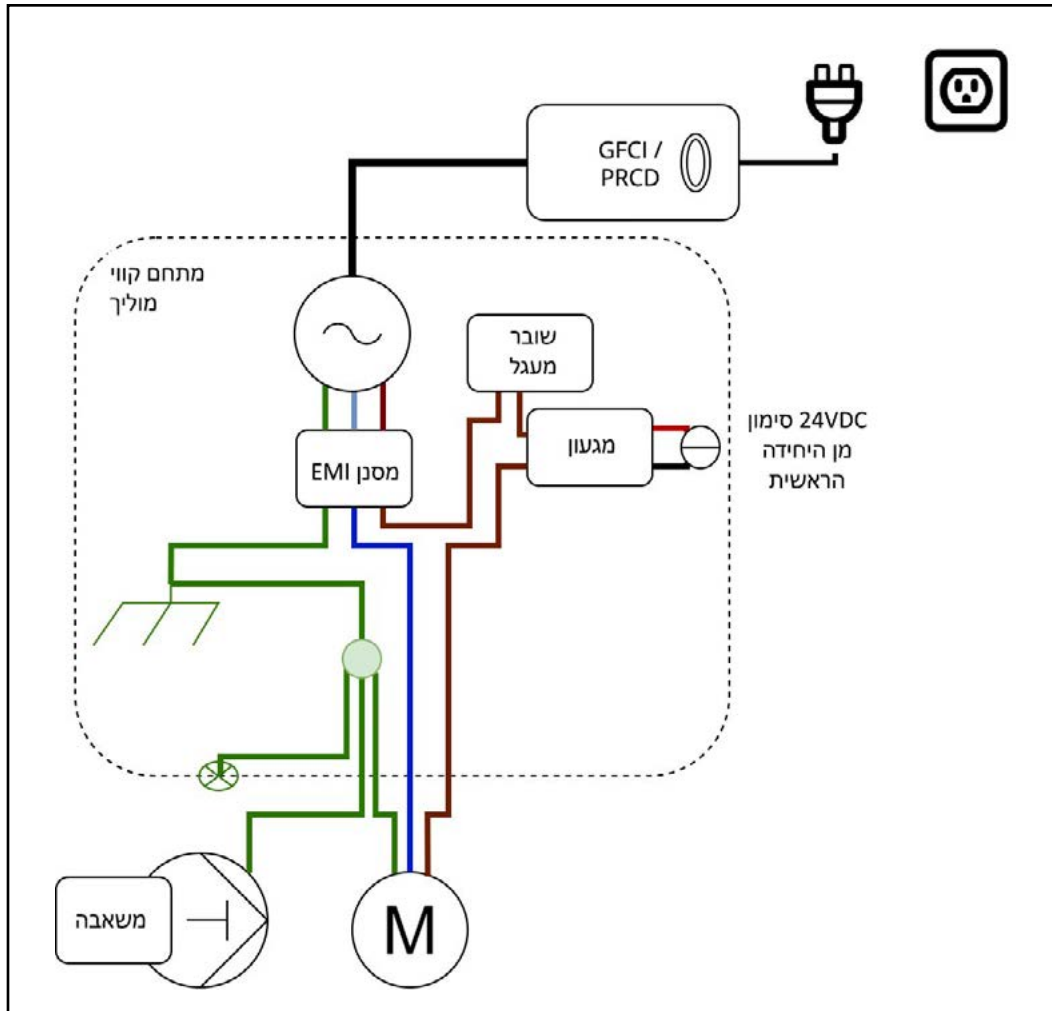 GFCI /
PRCD
מתחם קווי
מוליך
שובר
מעגל
מגעון
24VDC סימון
מן היחידה
הראשית
מסנן EMI
משאבה
M